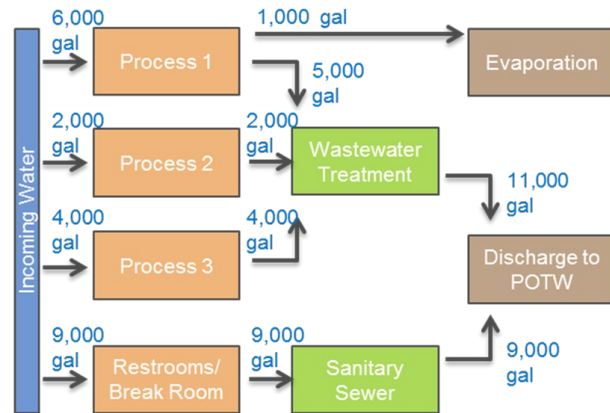 6,000
gal
1,000 gal
Process 1
Evaporation
5,000
gal
2,000
gal
Process 2
2,000
gal
Wastewater
Treatment
11,000
gal
4,000
gal
Process 3
4,000
gal
Discharge to
POTW
Incoming Water
9,000
gal
Restrooms/
Break Room
9,000
gal
Sanitary
Sewer
9,000
gal